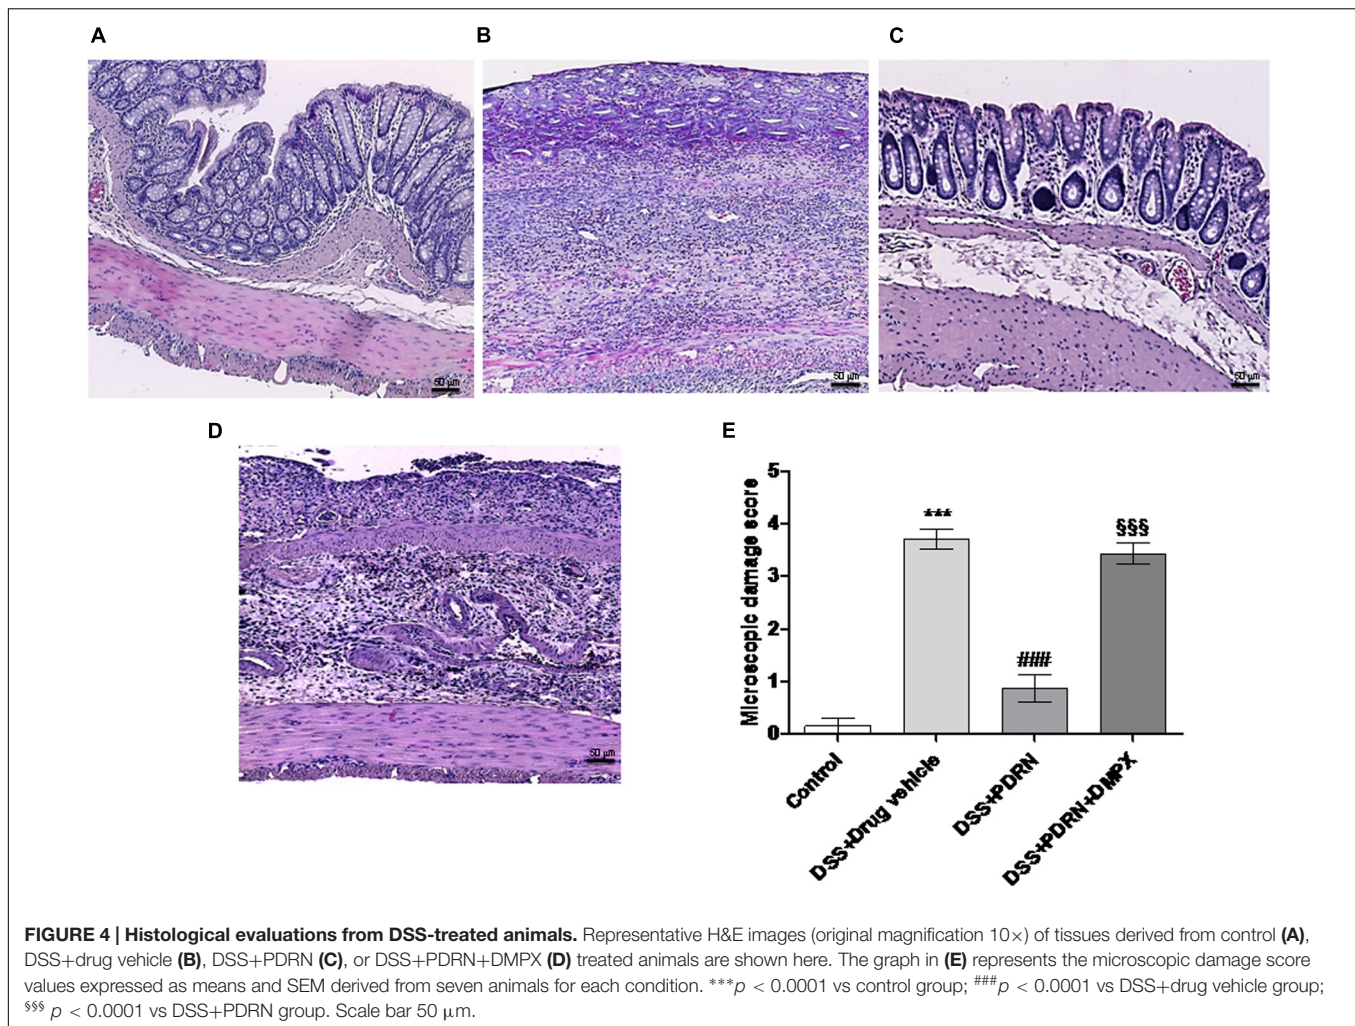 A
B
C
50 μm
50 μm
50 μm
D
E
50 μm
Microscopic damage score
5
4
3
2
1
0
***
###
§§§
Control
DSS+Drug vehicle
DSS+PDRN
DSS+PDRN+DMPX
FIGURE 4 | Histological evaluations from DSS-treated animals. Representative H&E images (original magnification 10×) of tissues derived from control (A),
DSS+drug vehicle (B), DSS+PDRN (C), or DSS+PDRN+DMPX (D) treated animals are shown here. The graph in (E) represents the microscopic damage score
values expressed as means and SEM derived from seven animals for each condition. ***p < 0.0001 vs control group; ###p < 0.0001 vs DSS+drug vehicle group;
§§§ p < 0.0001 vs DSS+PDRN group. Scale bar 50 μm.